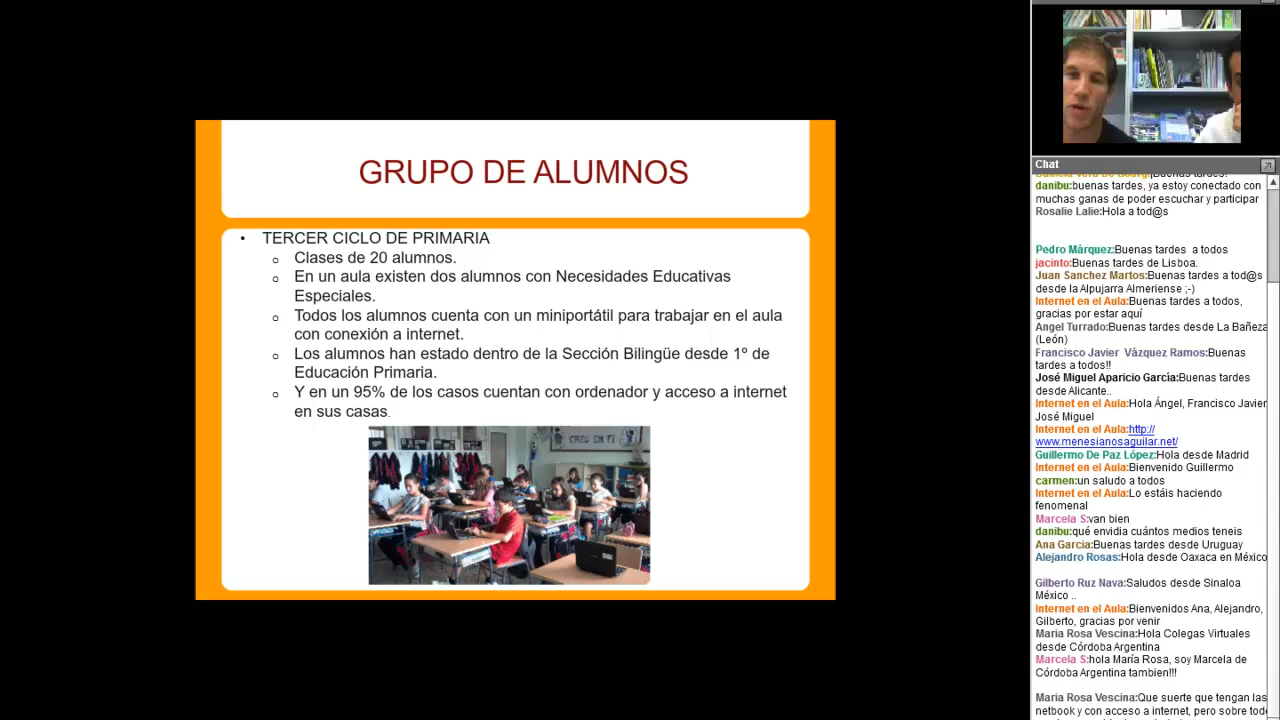 GRUPO DE ALUMNOS
• TERCER CICLO DE PRIMARIA
o Clases de 20 alumnos.
o En un aula existen dos alumnos con Necesidades Educativas
Especiales.
o Todos los alumnos cuenta con un miniportátil para trabajar en el aula
con conexión a internet.
o Los alumnos han estado dentro de la Sección Bilingüe desde 1º de
Educación Primaria.
o Y en un 95% de los casos cuentan con ordenador y acceso a internet
en sus casas.
Chat
danibu:buenas tardes, ya estoy conectado con
muchas ganas de poder escuchar y participar
Rosalie Lalie:Hola a tod@s
Pedro Márquez:Buenas tardes a todos
jacinto:Buenas tardes de Lisboa.
Juan Sanchez Martos:Buenas tardes a tod@s
desde la Alpujarra Almeriense ;-)
Internet en el Aula:Buenas tardes a todos,
gracias por estar aquí
Angel Turrado:Buenas tardes desde La Bañeza
(León)
Francisco Javier Vázquez Ramos:Buenas
tardes a todos!!
José Miguel Aparicio García:Buenas tardes
desde Alicante..
Internet en el Aula:Hola Ángel, Francisco Javier
José Miguel
Internet en el Aula:http://
www.menesianosaguilar.net/
Guillermo De Paz López:Hola desde Madrid
Internet en el Aula:Bienvenido Guillermo
carmen:un saludo a todos
Internet en el Aula:Lo estáis haciendo
fenomenal
Marcela S:van bien
danibu:qué envidia cuántos medios teneis
Ana Garcia:Buenas tardes desde Uruguay
Alejandro Rosas:Hola desde Oaxaca en México
Gilberto Ruz Nava:Saludos desde Sinaloa
México ..
Internet en el Aula:Bienvenidos Ana, Alejandro,
Gilberto, gracias por venir
Maria Rosa Vescina:Hola Colegas Virtuales
desde Córdoba Argentina
Marcela S:hola María Rosa, soy Marcela de
Córdoba Argentina tambien!!!
Maria Rosa Vescina:Que suerte que tengan las
netbook y con acceso a internet, pero sobre tod